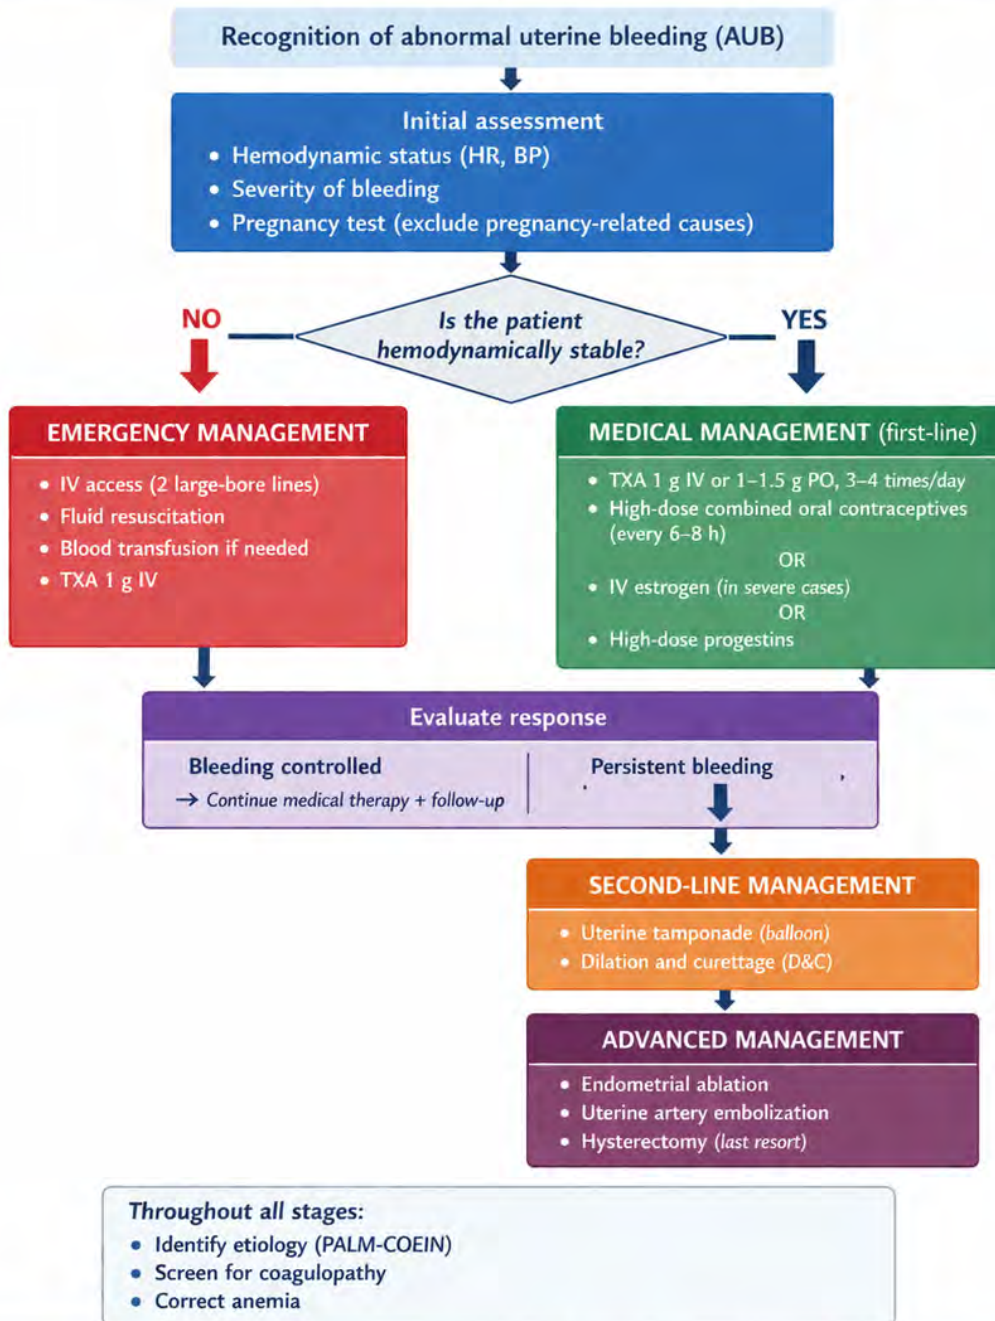 Recognition of abnormal uterine bleeding (AUB)
Initial assessment
• Hemodynamic status (HR, BP)
• Severity of bleeding
• Pregnancy test (exclude pregnancy-related causes)
Is the patient
hemodynamically stable?
NO
YES
EMERGENCY MANAGEMENT
• IV access (2 large-bore lines)
• Fluid resuscitation
• Blood transfusion if needed
• TXA 1 g IV
MEDICAL MANAGEMENT (first-line)
• TXA 1 g IV or 1–1.5 g PO, 3–4 times/day
• High-dose combined oral contraceptives
(every 6–8 h)
OR
• IV estrogen (in severe cases)
OR
• High-dose progestins
Evaluate response
Bleeding controlled
→ Continue medical therapy + follow-up
Persistent bleeding
SECOND-LINE MANAGEMENT
• Uterine tamponade (balloon)
• Dilation and curettage (D&C)
ADVANCED MANAGEMENT
• Endometrial ablation
• Uterine artery embolization
• Hysterectomy (last resort)
Throughout all stages:
• Identify etiology (PALM-COEIN)
• Screen for coagulopathy
• Correct anemia